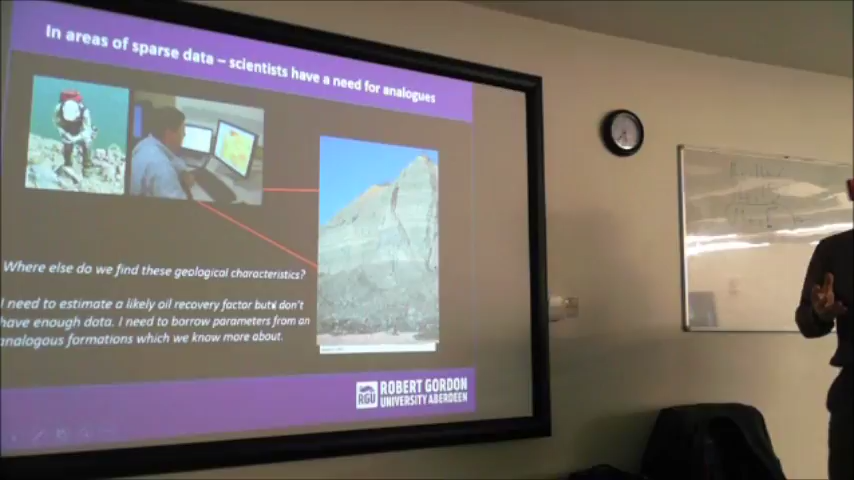 In areas of sparse data – scientists have a need for analogues
Where else do we find these geological characteristics?
I need to estimate a likely oil recovery factor but I don't
have enough data. I need to borrow parameters from an
analogous formations which we know more about.
RGU
ROBERT GORDON
UNIVERSITY ABERDEEN